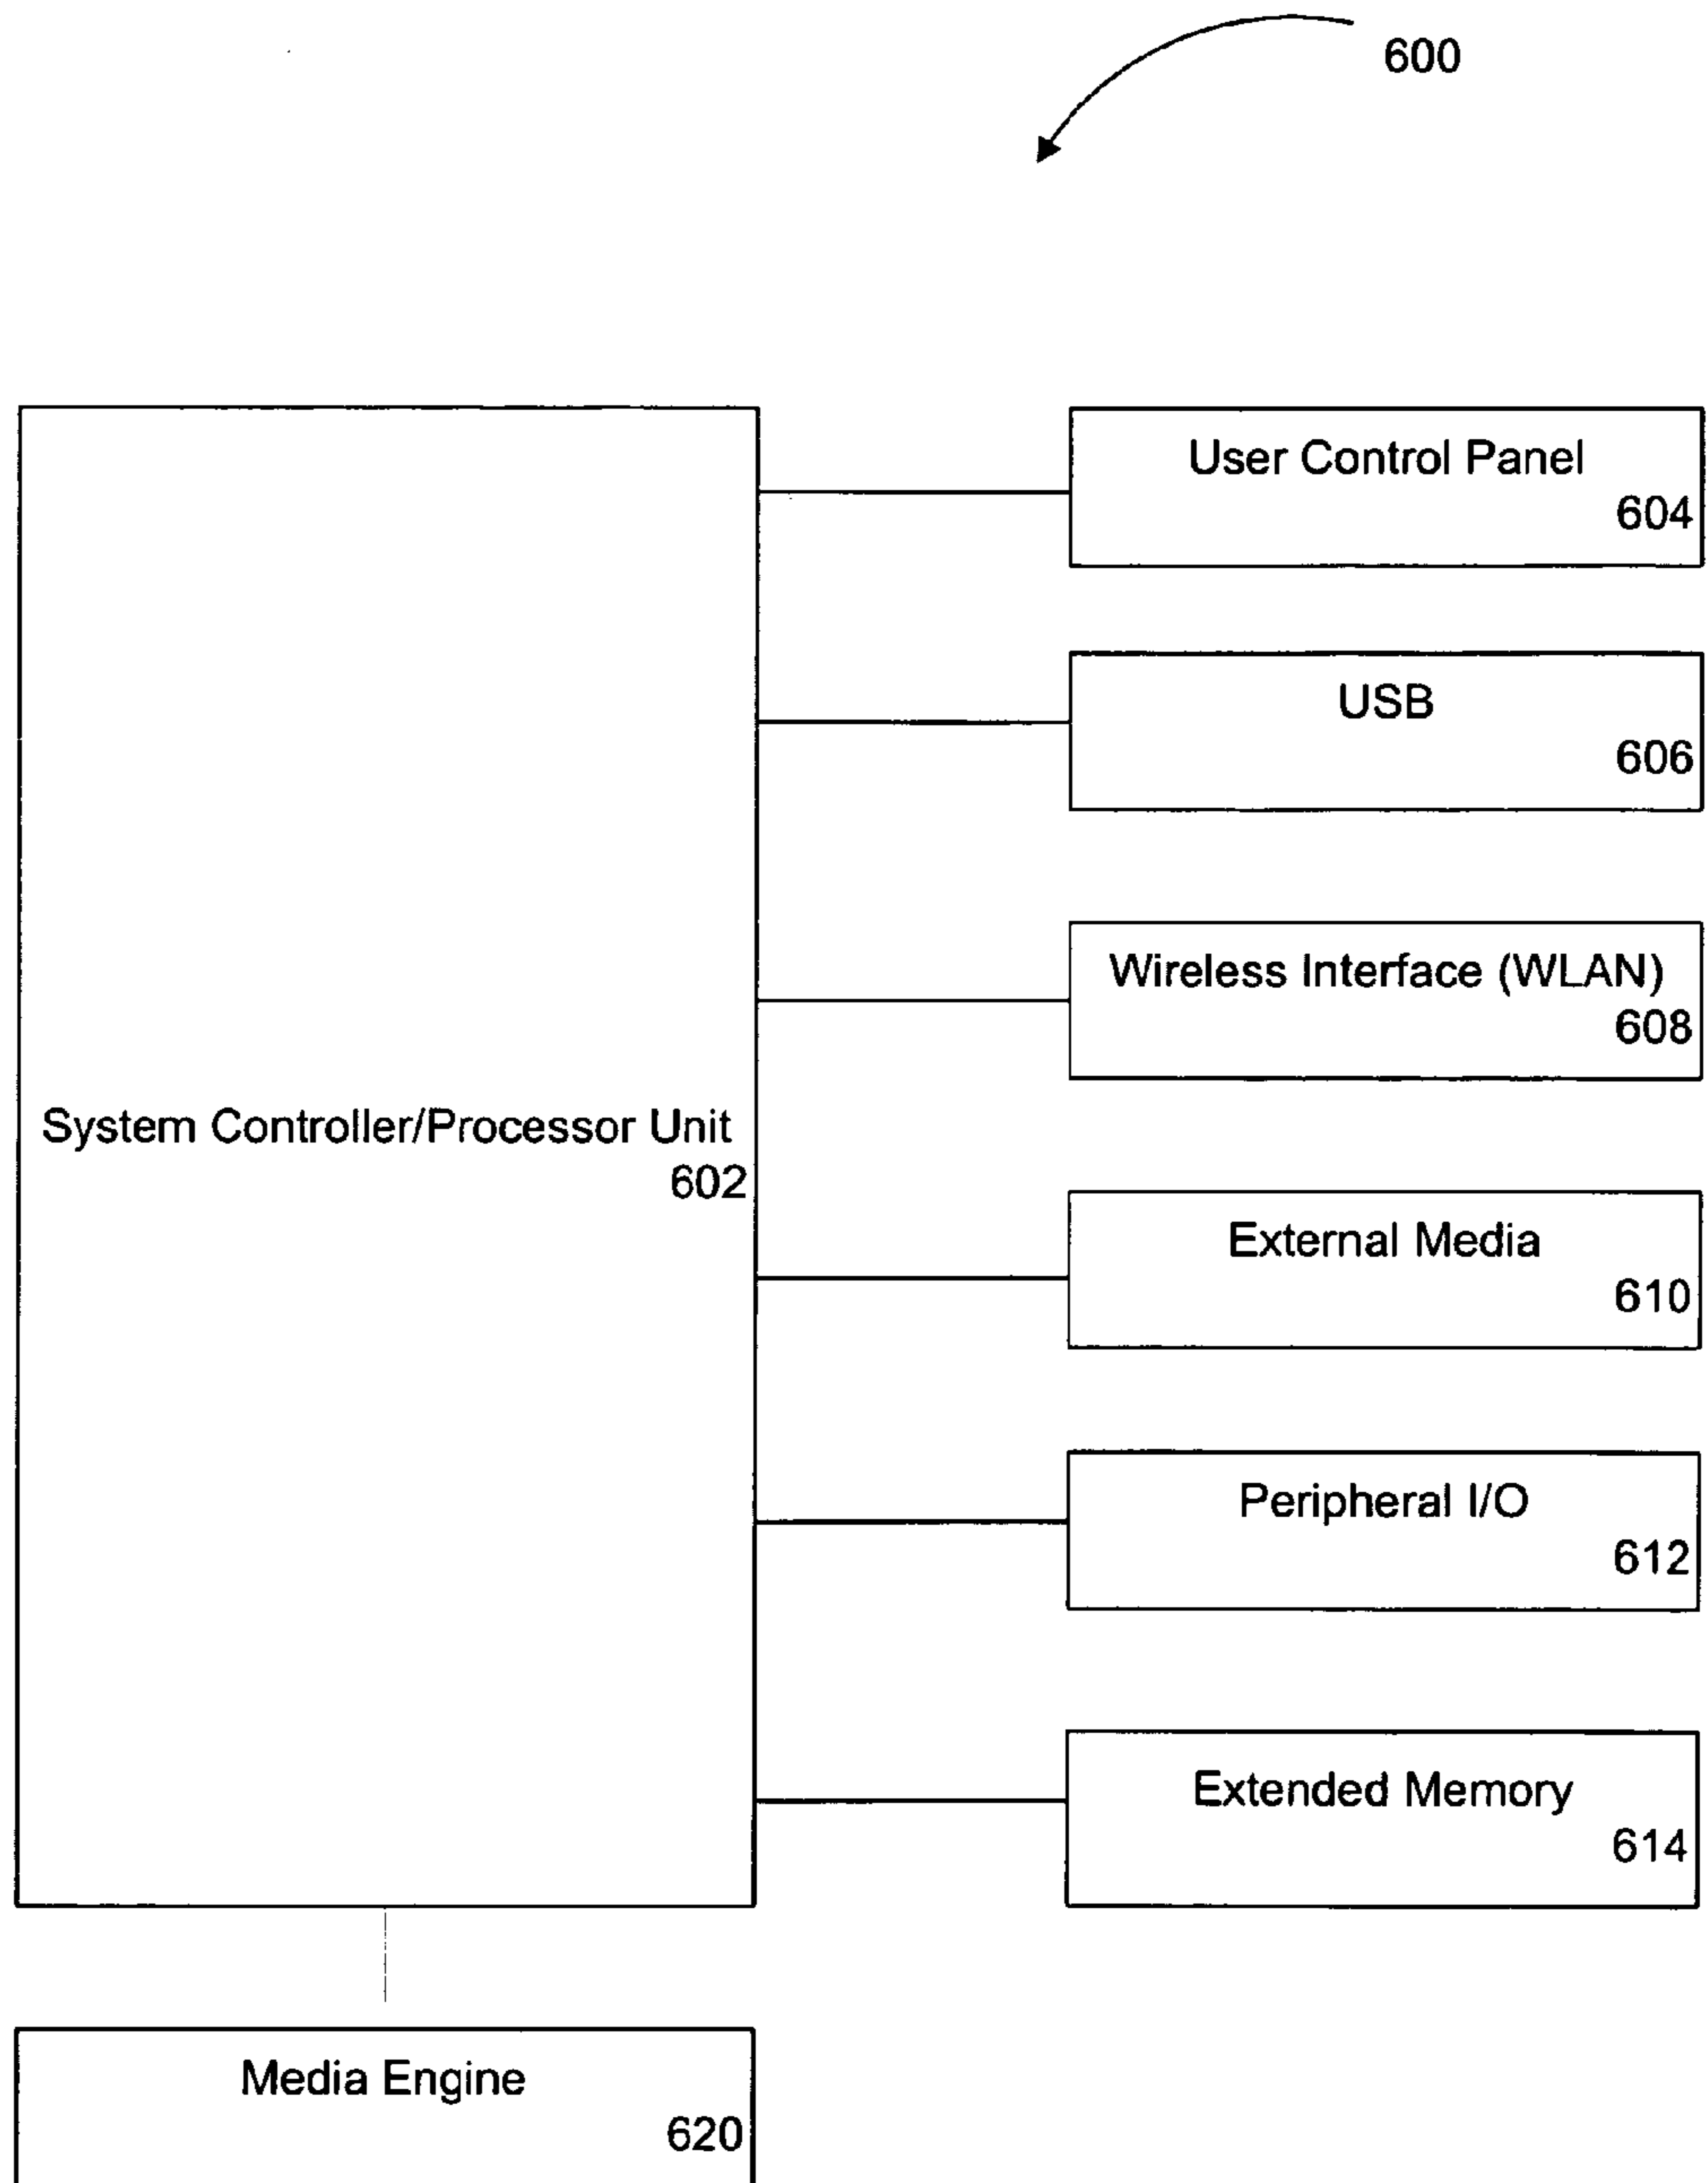 600
User Control Panel
604
USB
606
Wireless Interface (WLAN)
608
System Controller/Processor Unit
602
External Media
610
Peripheral I/O
612
Extended Memory
614
Media Engine
620